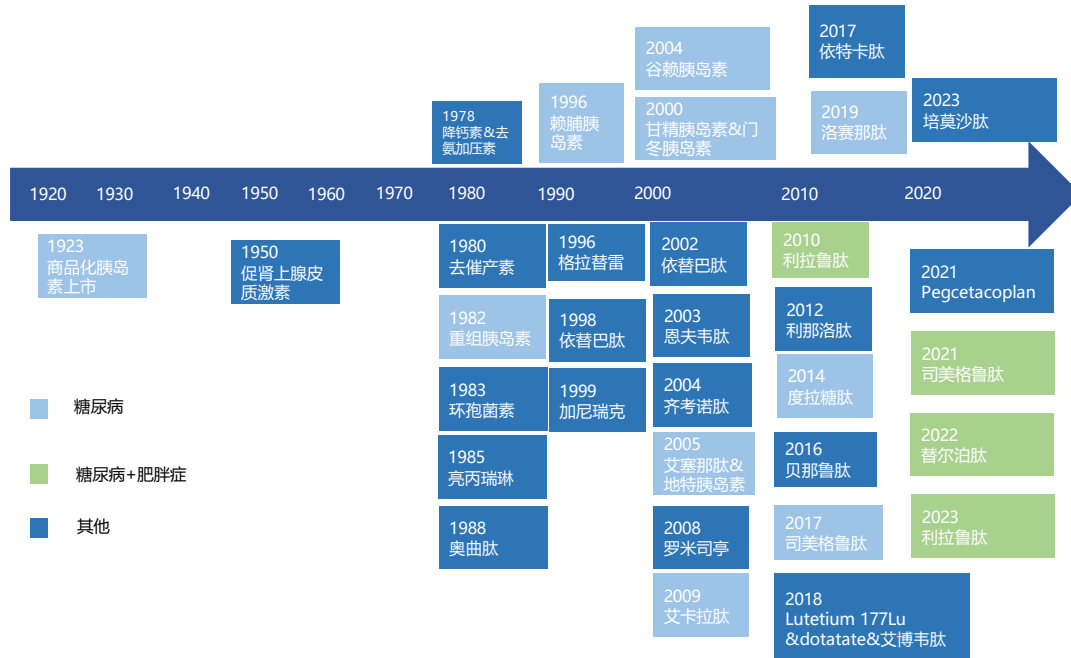 2004
谷赖胰岛素
2017
依特卡肽
1978
降钙素&去
氨加压素
1996
赖脯胰
岛素
2000
甘精胰岛素&门
冬胰岛素
2019
洛赛那肽
2023
培莫沙肽
1920
1930
1940
1950
1960
1970
1980
1990
2000
2010
2020
1923
商品化胰岛
素上市
1950
促肾上腺皮
质激素
1980
去催产素
1996
格拉替雷
2002
依替巴肽
2010
利拉鲁肽
2021
Pegcetacoplan
1982
重组胰岛素
1998
依替巴肽
2003
恩夫韦肽
2012
利那洛肽
2021
司美格鲁肽
1983
环孢菌素
1999
加尼瑞克
2004
齐考诺肽
2014
度拉糖肽
1985
亮丙瑞琳
2005
艾塞那肽&
地特胰岛素
2016
贝那鲁肽
2022
替尔泊肽
1988
奥曲肽
2008
罗米司亭
2017
司美格鲁肽
2023
利拉鲁肽
2009
艾卡拉肽
2018
Lutetium 177Lu
&dotatate&艾博韦肽
糖尿病
糖尿病+肥胖症
其他